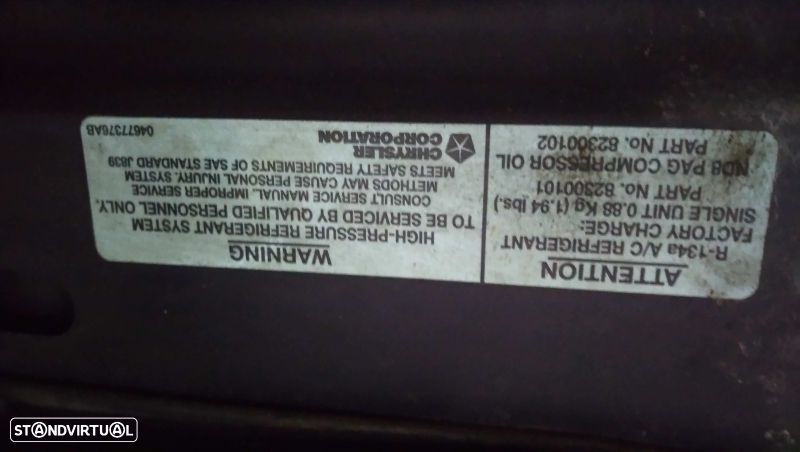 ATTENTION
R-134a A/C REFRIGERANT
FACTORY CHARGE:
SINGLE UNIT 0.88 Kg (1.94 lbs.)
PART No. 82300101
ND8 PAG COMPRESSOR OIL
PART No. 82300102
WARNING
HIGH-PRESSURE REFRIGERANT SYSTEM
TO BE SERVICED BY QUALIFIED PERSONNEL ONLY.
CONSULT SERVICE MANUAL. IMPROPER SERVICE
METHODS MAY CAUSE PERSONAL INJURY. SYSTEM
MEETS SAFETY REQUIREMENTS OF SAE STANDARD J639
CHRYSLER
CORPORATION
04677376AB
STANDVIRTUAL